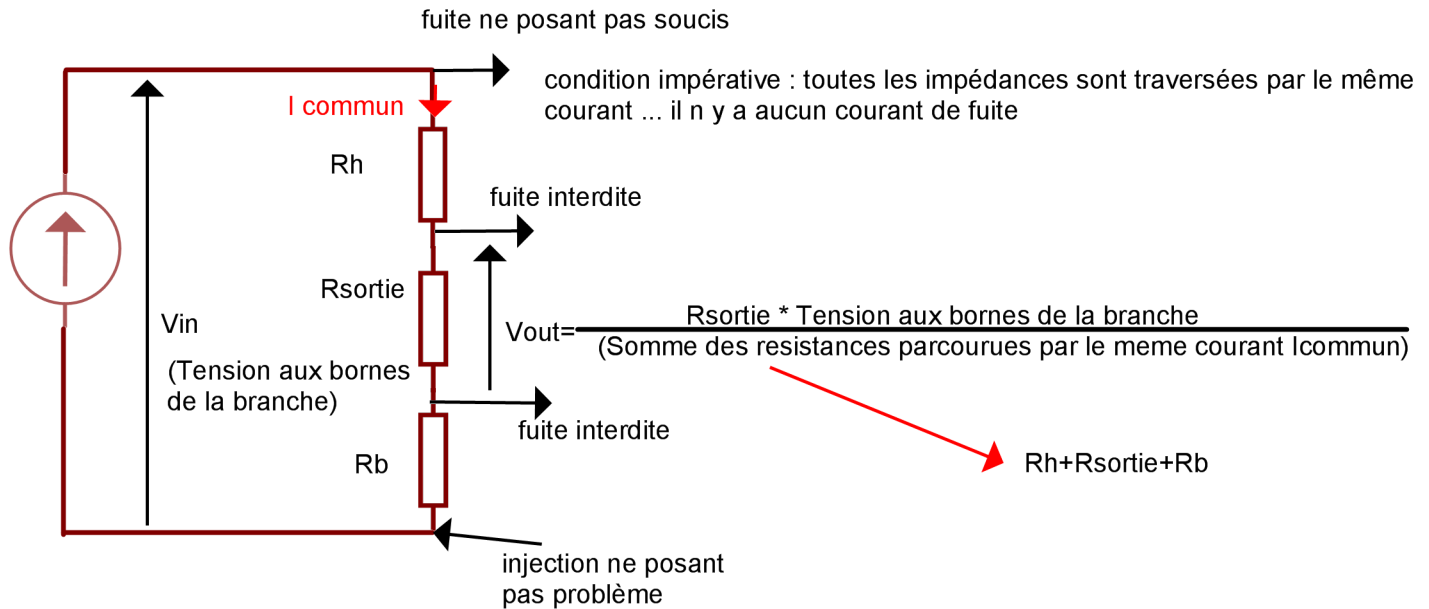 fuite ne posant pas soucis
condition impérative : toutes les impédances sont traversées par le même
courant ... il n y a aucun courant de fuite
I commun
Rh
fuite interdite
Rsortie
Vin
(Tension aux bornes
de la branche)
Vout=
Rsortie * Tension aux bornes de la branche
(Somme des resistances parcourues par le meme courant Icommun)
fuite interdite
Rb
Rh+Rsortie+Rb
injection ne posant
pas problème